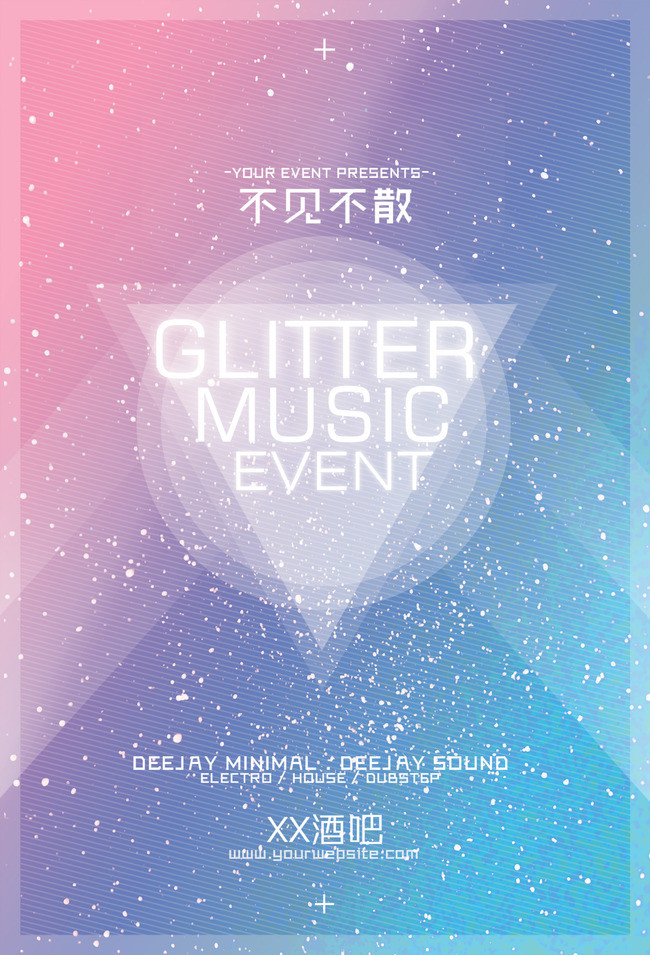 -YOUR EVENT PRESENTS-
不见不散
GLITTER
MUSIC
EVENT
DEEJAY MINIMAL - DEEJAY SOUND
ELECTRO / HOUSE / DUBSTEP
XX酒吧
www.yourwepsite.com